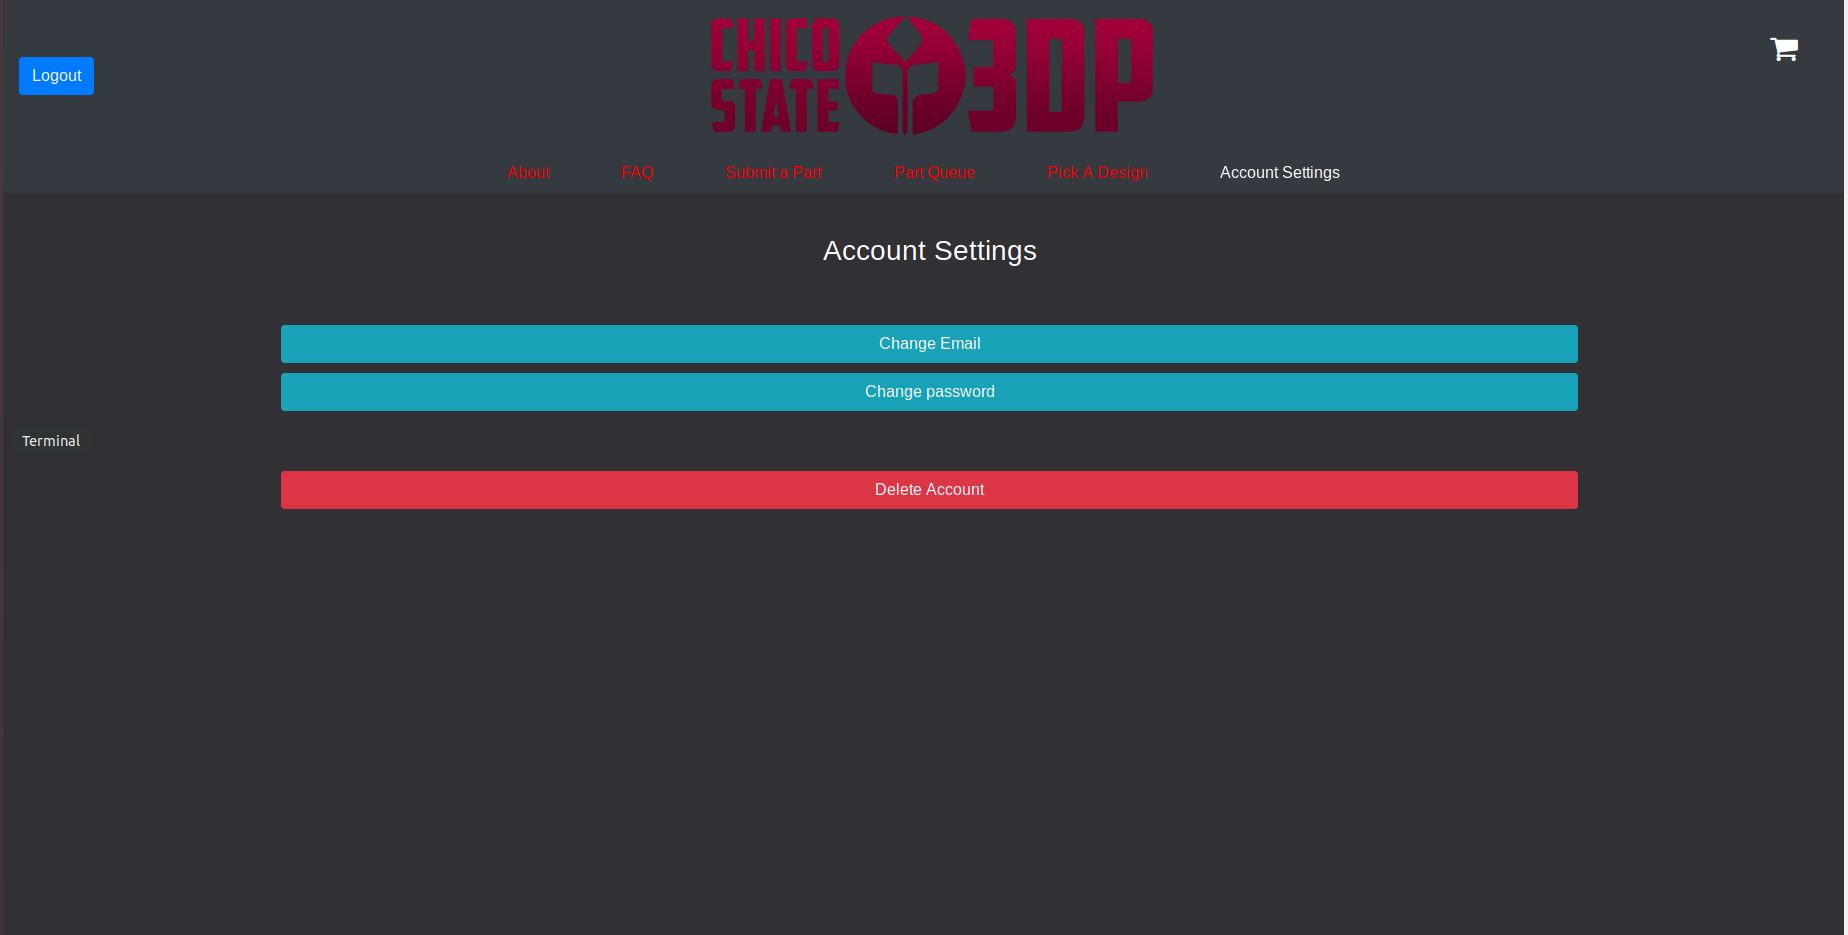 Logout
CHICO
STATE
3DP
About
FAQ
Submit a Part
Part Queue
Pick A Design
Account Settings
Account Settings
Change Email
Change password
Terminal
Delete Account